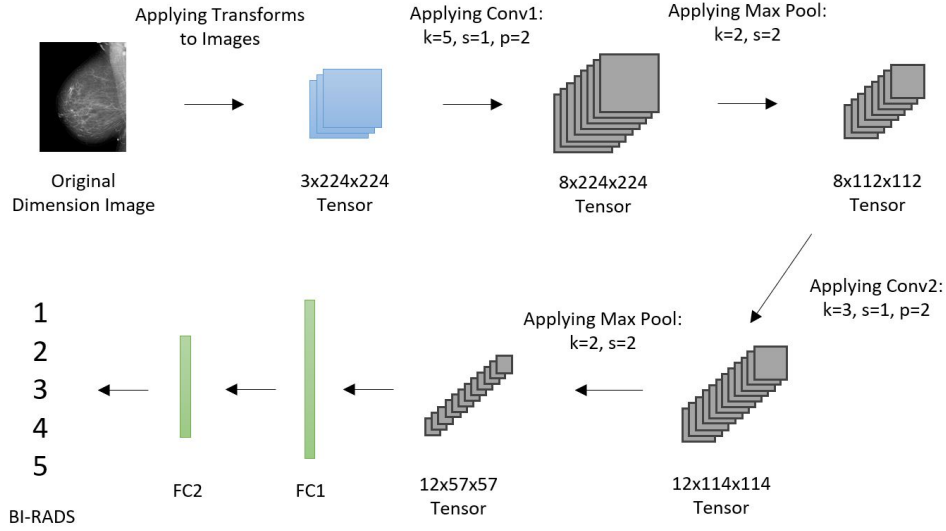 Applying Transforms
to Images
Applying Conv1:
k=5, s=1, p=2
Applying Max Pool:
k=2, s=2
Original
Dimension Image
3x224x224
Tensor
8x224x224
Tensor
8x112x112
Tensor
Applying Conv2:
k=3, s=1, p=2
Applying Max Pool:
k=2, s=2
12x114x114
Tensor
12x57x57
Tensor
FC1
FC2
1
2
3
4
5
BI-RADS